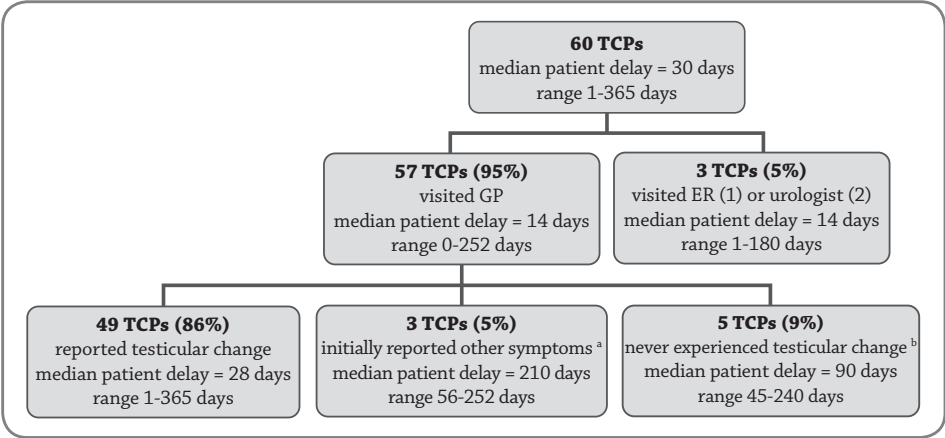 60 TCPs
median patient delay = 30 days
range 1-365 days
57 TCPs (95%)
visited GP
median patient delay = 14 days
range 0-252 days
3 TCPs (5%)
visited ER (1) or urologist (2)
median patient delay = 14 days
range 1-180 days
49 TCPs (86%)
reported testicular change
median patient delay = 28 days
range 1-365 days
3 TCPs (5%)
initially reported other symptoms a
median patient delay = 210 days
range 56-252 days
5 TCPs (9%)
never experienced testicular change b
median patient delay = 90 days
range 45-240 days